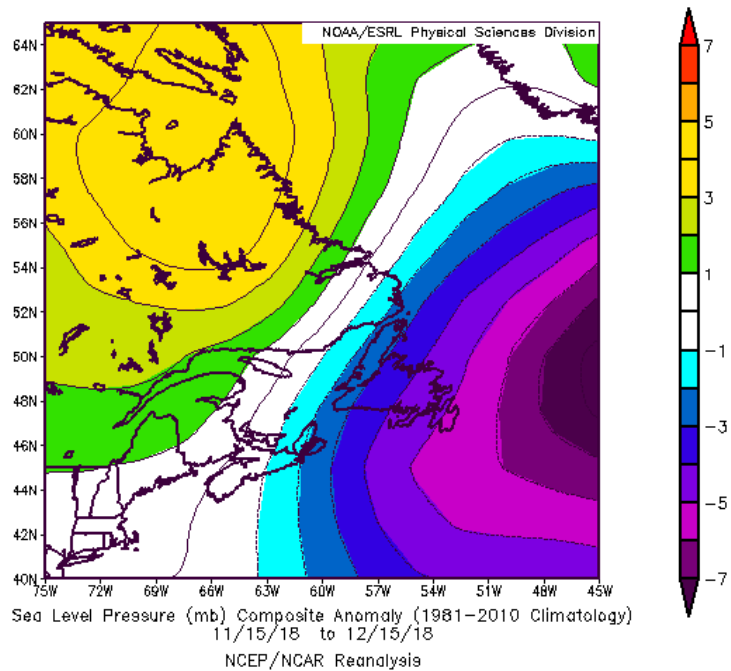 NOAA/ESRL Physical Sciences Division
64N
62N
60N
58N
56N
54N
52N
50N
48N
46N
44N
42N
40N
75W 72W 69W 66W 63W 60W 57W 54W 51W 48W 45W
7
5
3
1
-1
-3
-5
-7
Sea Level Pressure (mb) Composite Anomaly (1981-2010 Climatology)
11/15/18 to 12/15/18
NCEP/NCAR Reanalysis